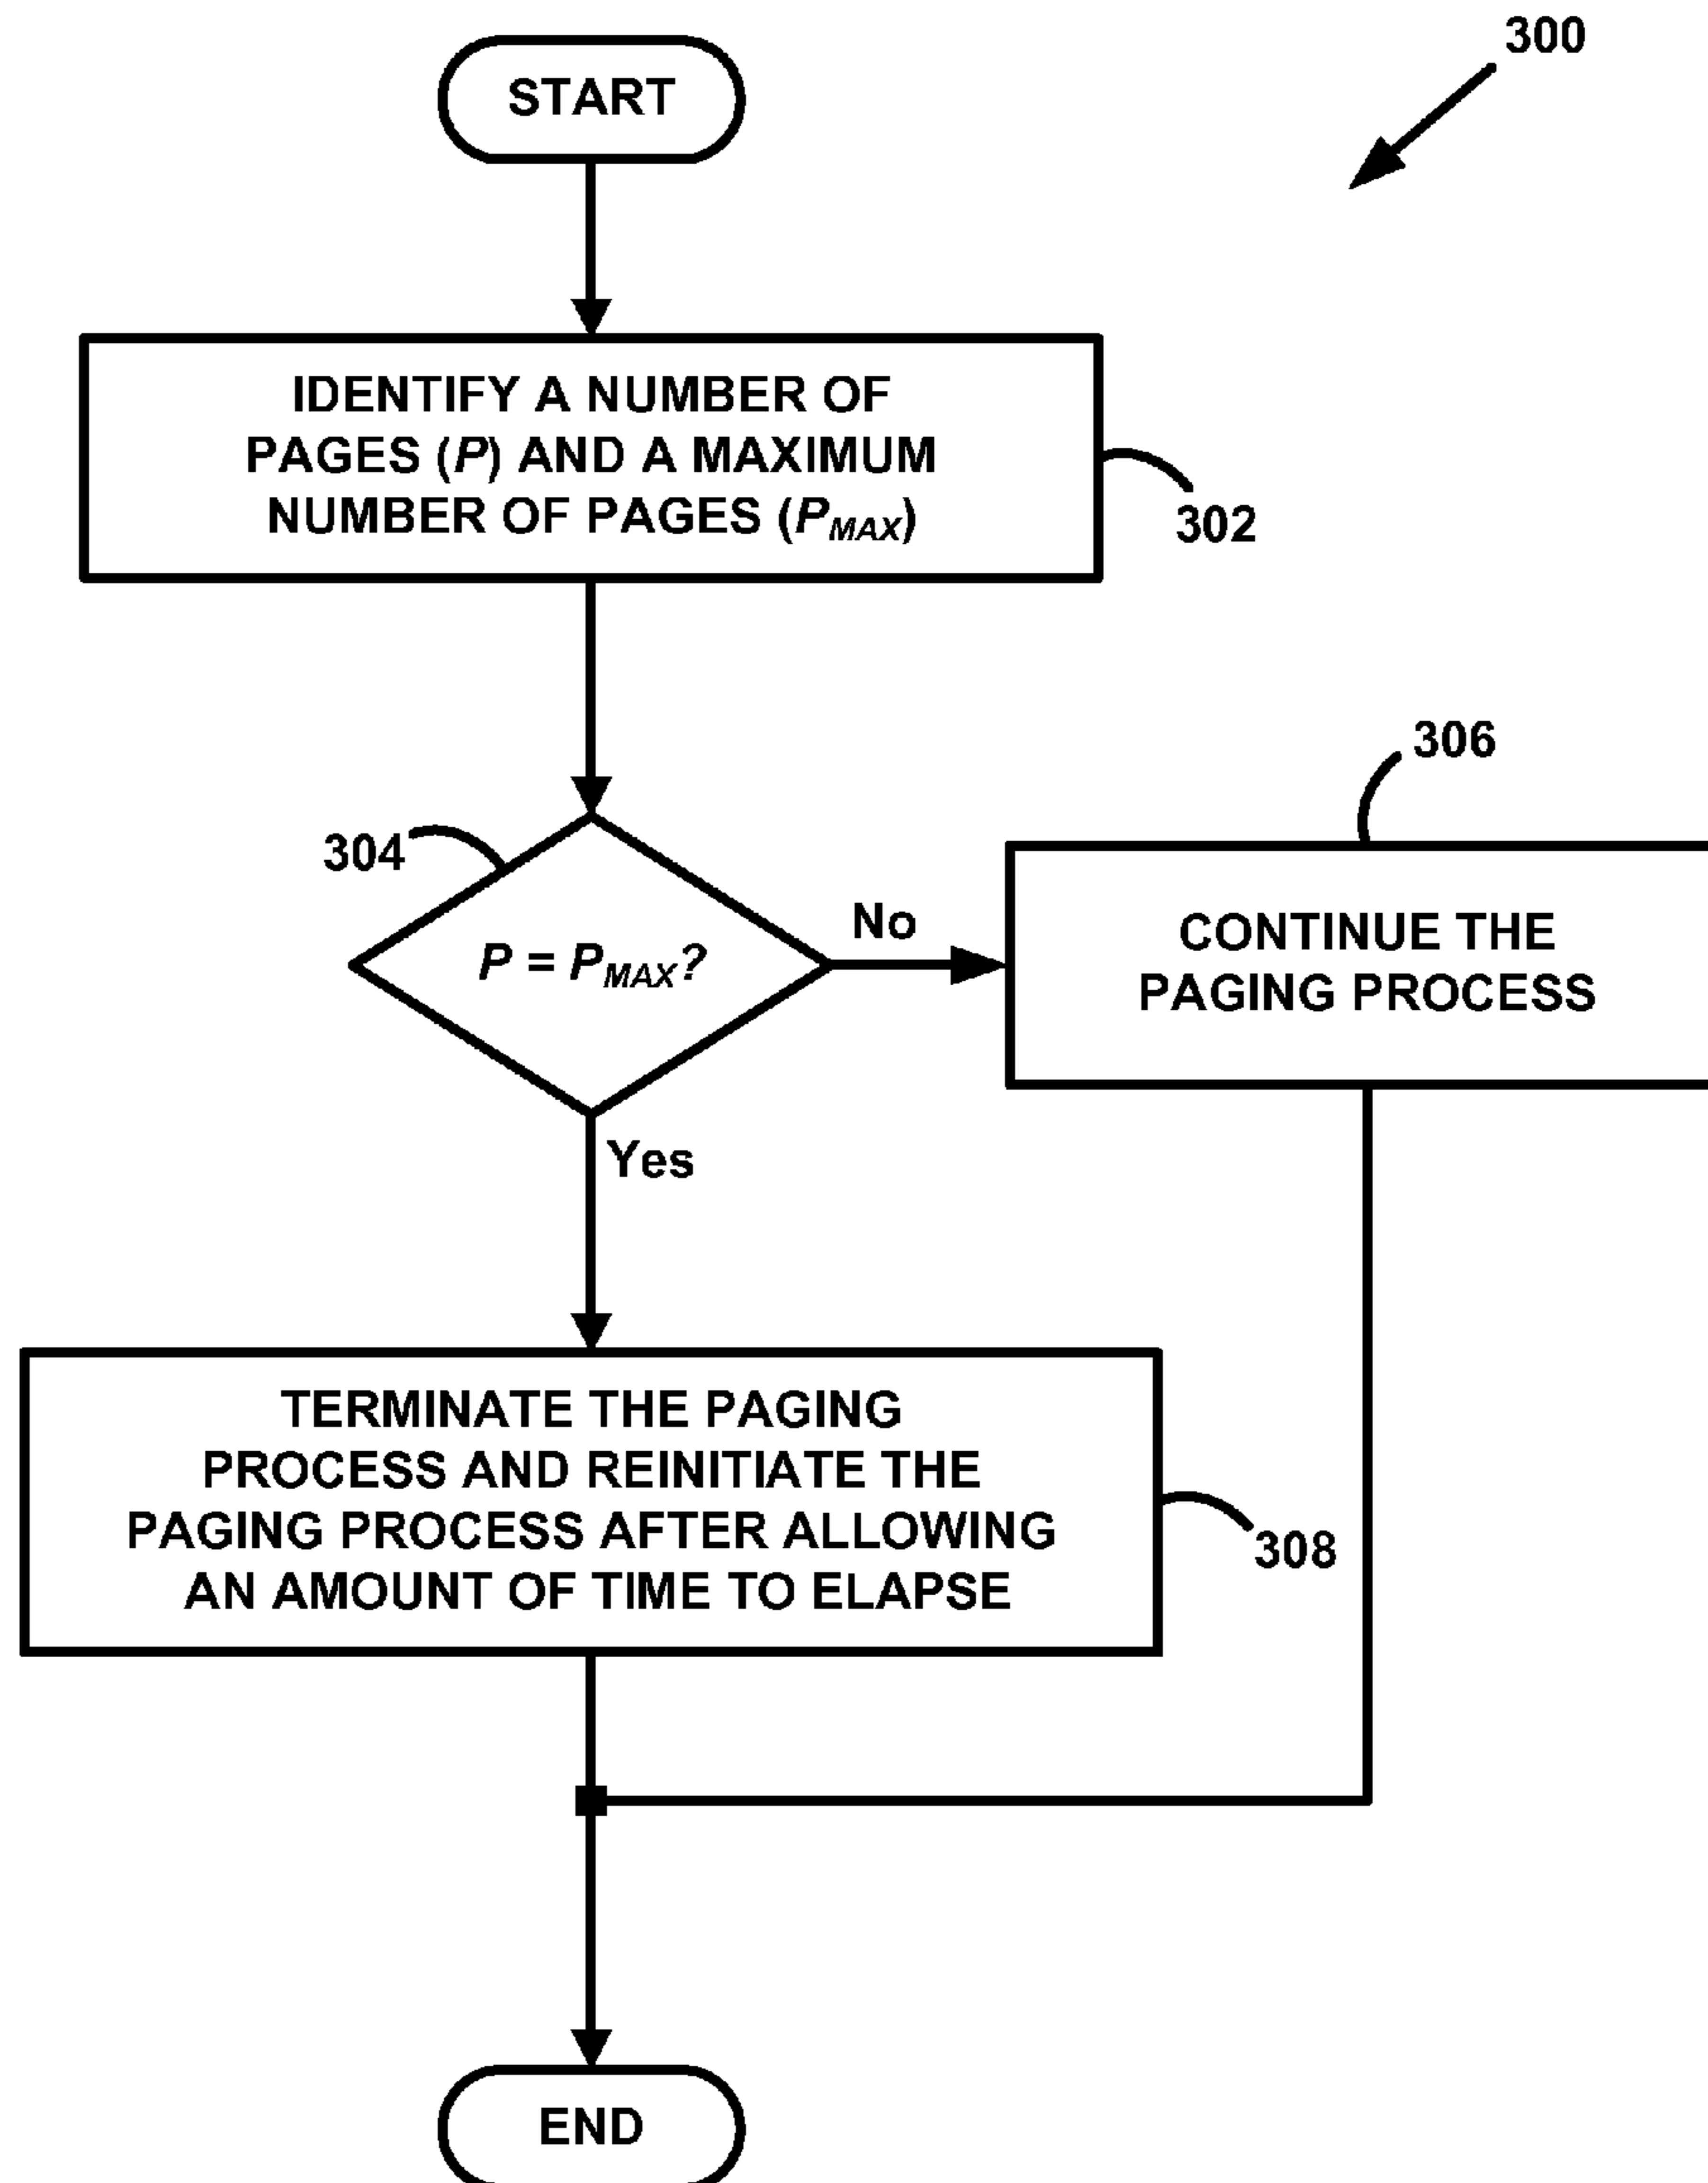 300
START
IDENTIFY A NUMBER OF
PAGES (P) AND A MAXIMUM
NUMBER OF PAGES (PMAX)
302
304
P = PMAX?
No
306
CONTINUE THE
PAGING PROCESS
Yes
TERMINATE THE PAGING
PROCESS AND REINITIATE THE
PAGING PROCESS AFTER ALLOWING
AN AMOUNT OF TIME TO ELAPSE
308
END